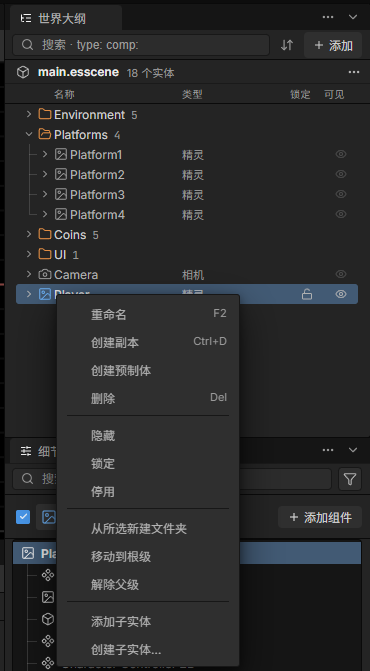 世界大纲
搜索 · type: comp:
添加
main.esscene 18 个实体
名称 类型 锁定 可见
Environment 5
Platforms 4
Platform1 精灵
Platform2 精灵
Platform3 精灵
Platform4 精灵
Coins 5
UI 1
Camera 相机
重命名 F2
创建副本 Ctrl+D
创建预制体
删除 Del
隐藏
锁定
停用
从所选新建文件夹
移动到根级
解除父级
添加子实体
创建子实体...
添加组件